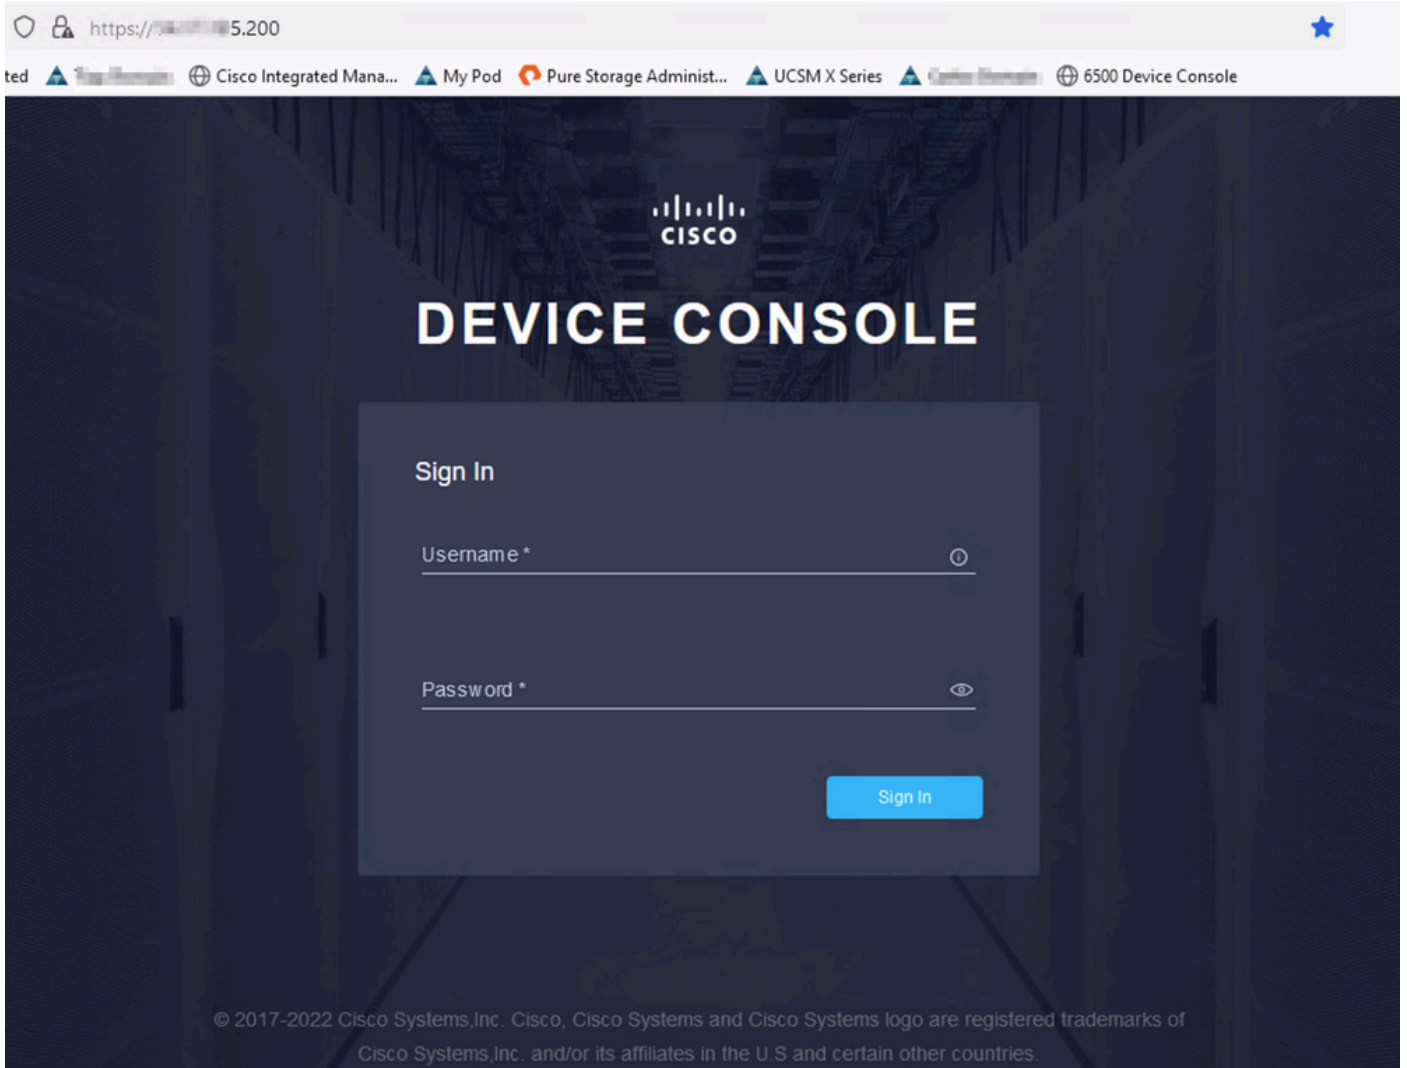 https:// 5.200
ted Cisco Integrated Mana... My Pod Pure Storage Administ... UCSM X Series 6500 Device Console
CISCO
DEVICE CONSOLE
Sign In
Username *
Password *
Sign In
© 2017-2022 Cisco Systems,Inc. Cisco, Cisco Systems and Cisco Systems logo are registered trademarks of
Cisco Systems,Inc. and/or its affiliates in the U.S and certain other countries.